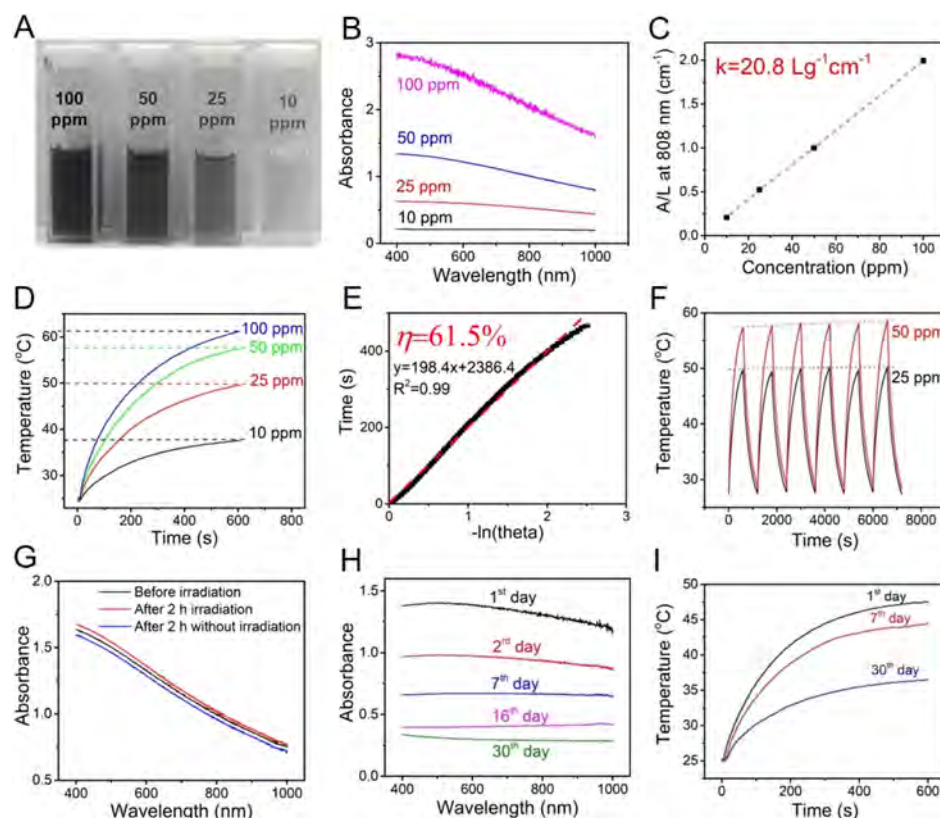 A
100 ppm
50 ppm
25 ppm
10 ppm
B
Absorbance
3
2
1
0
100 ppm
50 ppm
25 ppm
10 ppm
400
600
800
1000
Wavelength (nm)
C
k=20.8 Lg⁻¹cm⁻¹
A/L at 808 nm (cm⁻¹)
2.0
1.5
1.0
0.5
0.0
0
20
40
60
80
100
Concentration (ppm)
D
Temperature (°C)
60
50
40
30
100 ppm
50 ppm
25 ppm
10 ppm
0
200
400
600
800
Time (s)
E
η=61.5%
y=198.4x+2386.4
R²=0.99
Time (s)
400
200
0
0
1
2
3
-ln(theta)
F
Temperature (°C)
60
50
40
30
50 ppm
25 ppm
0
2000
4000
6000
8000
Time (s)
G
Before irradiation
After 2 h irradiation
After 2 h without irradiation
Absorbance
2.0
1.5
1.0
0.5
400
600
800
1000
Wavelength (nm)
H
Absorbance
1.5
1.0
0.5
0.0
1st day
2rd day
7th day
16th day
30th day
400
600
800
1000
Wavelength (nm)
I
Temperature (°C)
50
45
40
35
30
25
1st day
7th day
30th day
0
200
400
600
Time (s)